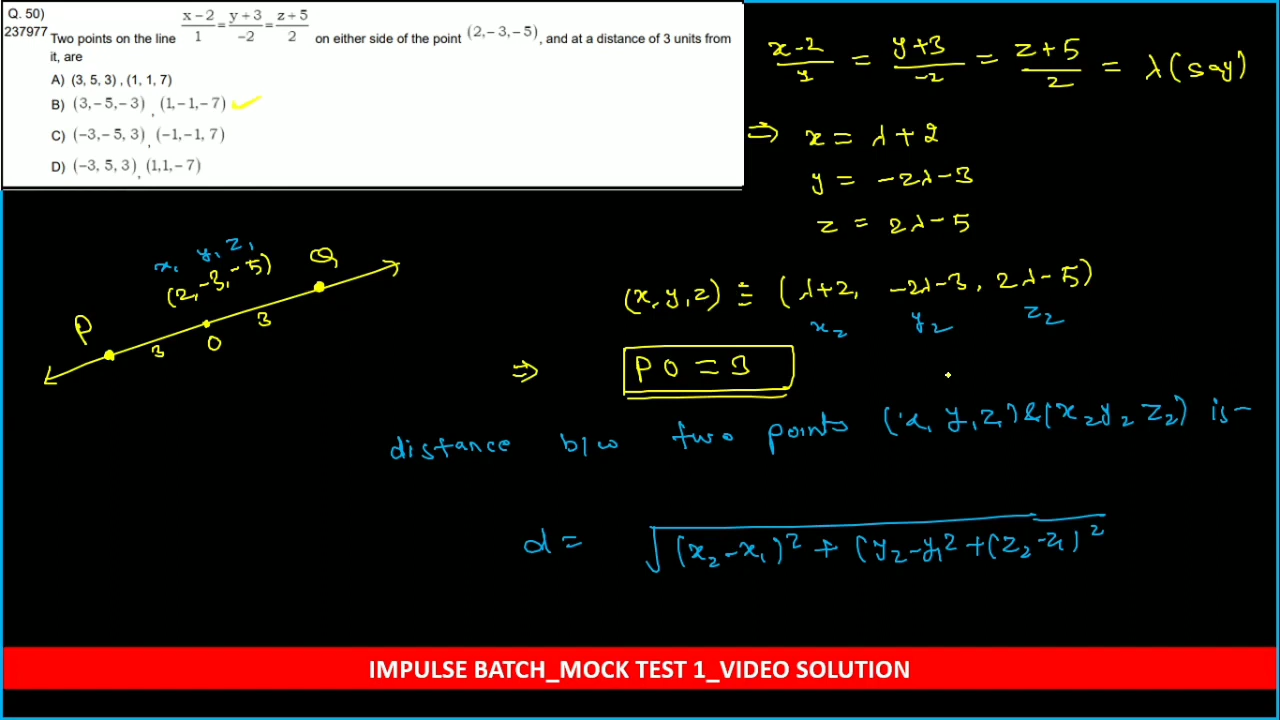 Q. 50)
237977
Two points on the line (x − 2)/1 = (y + 3)/−2 = (z + 5)/2 on either side of the point (2, −3, −5), and at a distance of 3 units from
it, are
A) (3, 5, 3) , (1, 1, 7)
B) (3, −5, −3) , (1, −1, −7)
C) (−3, −5, 3) , (−1, −1, 7)
D) (−3, 5, 3) , (1,1, −7)
(x-2)/1 = (y+3)/-2 = (z+5)/2 = λ (say)
⇒ x = λ+2
y = -2λ-3
z = 2λ-5
x₁ y₁ z₁
(2, -3, -5)
Q
P
3
O
3
(x, y, z) ≡ (λ+2, -2λ-3, 2λ-5)
x₂ y₂ z₂
⇒ PO = 3
distance b/w two points (x₁ y₁ z₁) & (x₂ y₂ z₂) is-
d = √(x₂-x₁)² + (y₂-y₁² + (z₂-z₁)²
IMPULSE BATCH_MOCK TEST 1_VIDEO SOLUTION